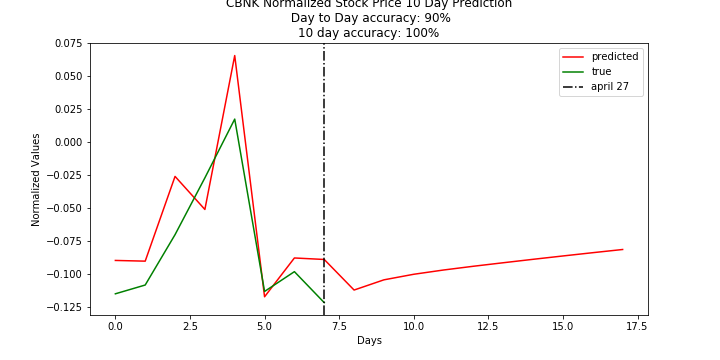 CBNK Normalized Stock Price 10 Day Prediction
Day to Day accuracy: 90%
10 day accuracy: 100%
predicted
true
april 27
0.075
0.050
0.025
0.000
−0.025
−0.050
−0.075
−0.100
−0.125
Normalized Values
0.0 2.5 5.0 7.5 10.0 12.5 15.0 17.5
Days